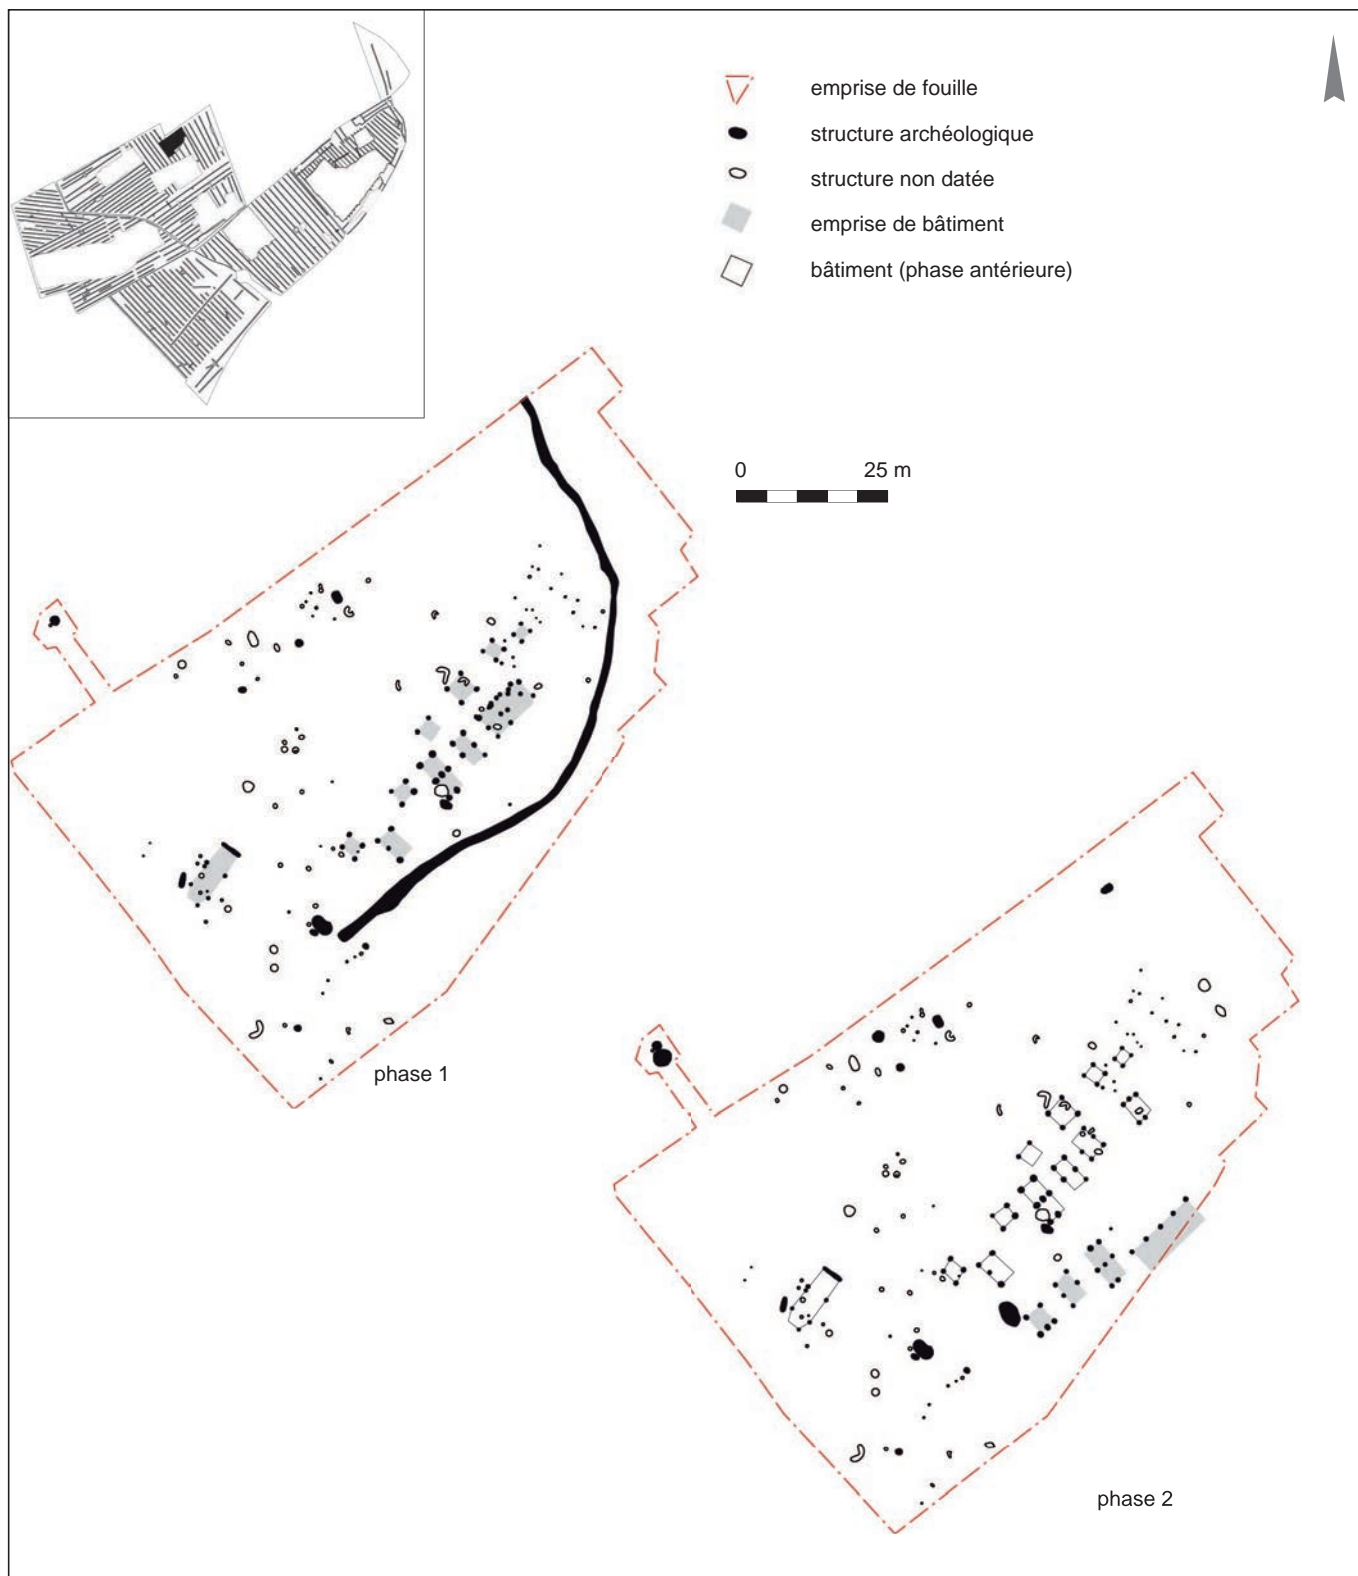 emprise de fouille
structure archéologique
structure non datée
emprise de bâtiment
bâtiment (phase antérieure)
0 25 m
phase 1
phase 2